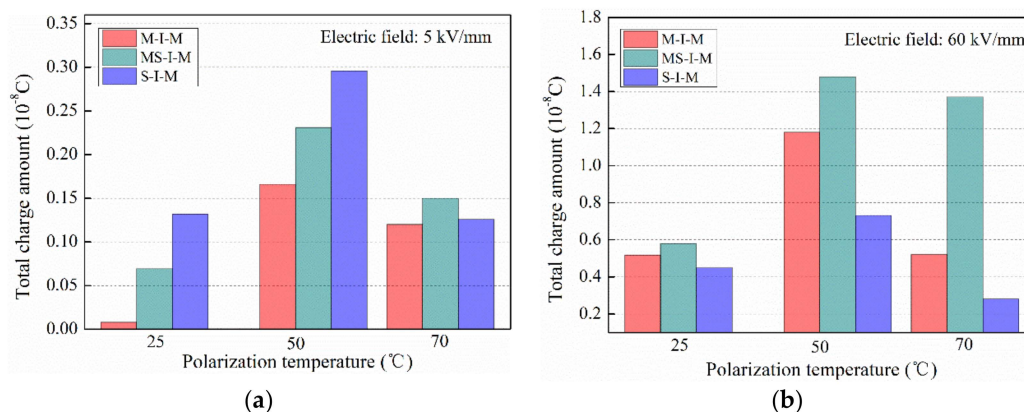 0.35
0.30
0.25
0.20
0.15
0.10
0.05
0.00
Total charge amount (10⁻⁸C)
M-I-M
MS-I-M
S-I-M
Electric field: 5 kV/mm
25 50 70
Polarization temperature (℃)
(a)
1.8
1.6
1.4
1.2
1.0
0.8
0.6
0.4
0.2
Total charge amount (10⁻⁸C)
M-I-M
MS-I-M
S-I-M
Electric field: 60 kV/mm
25 50 70
Polarization temperature (℃)
(b)